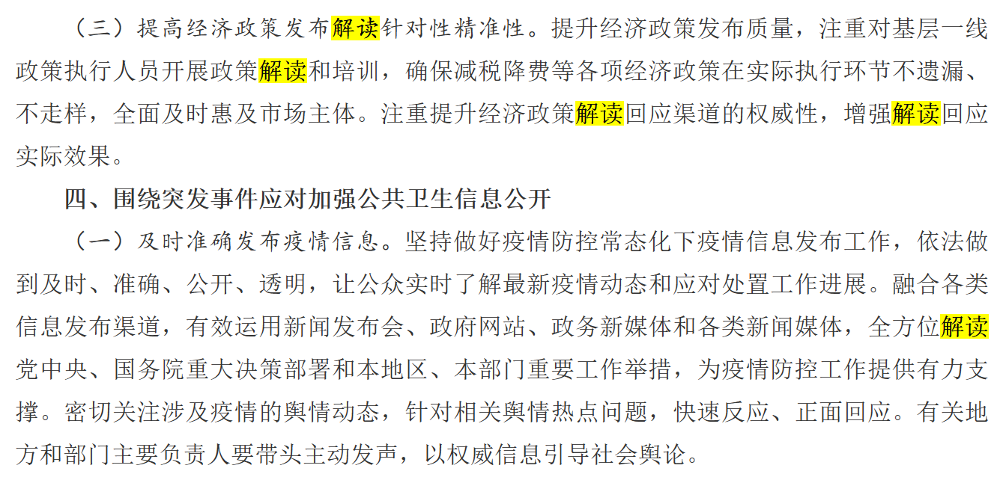 （三）提高经济政策发布解读针对性精准性。提升经济政策发布质量，注重对基层一线
政策执行人员开展政策解读和培训，确保减税降费等各项经济政策在实际执行环节不遗漏、
不走样，全面及时惠及市场主体。注重提升经济政策解读回应渠道的权威性，增强解读回应
实际效果。
四、围绕突发事件应对加强公共卫生信息公开
（一）及时准确发布疫情信息。坚持做好疫情防控常态化下疫情信息发布工作，依法做
到及时、准确、公开、透明，让公众实时了解最新疫情动态和应对处置工作进展。融合各类
信息发布渠道，有效运用新闻发布会、政府网站、政务新媒体和各类新闻媒体，全方位解读
党中央、国务院重大决策部署和本地区、本部门重要工作举措，为疫情防控工作提供有力支
撑。密切关注涉及疫情的舆情动态，针对相关舆情热点问题，快速反应、正面回应。有关地
方和部门主要负责人要带头主动发声，以权威信息引导社会舆论。